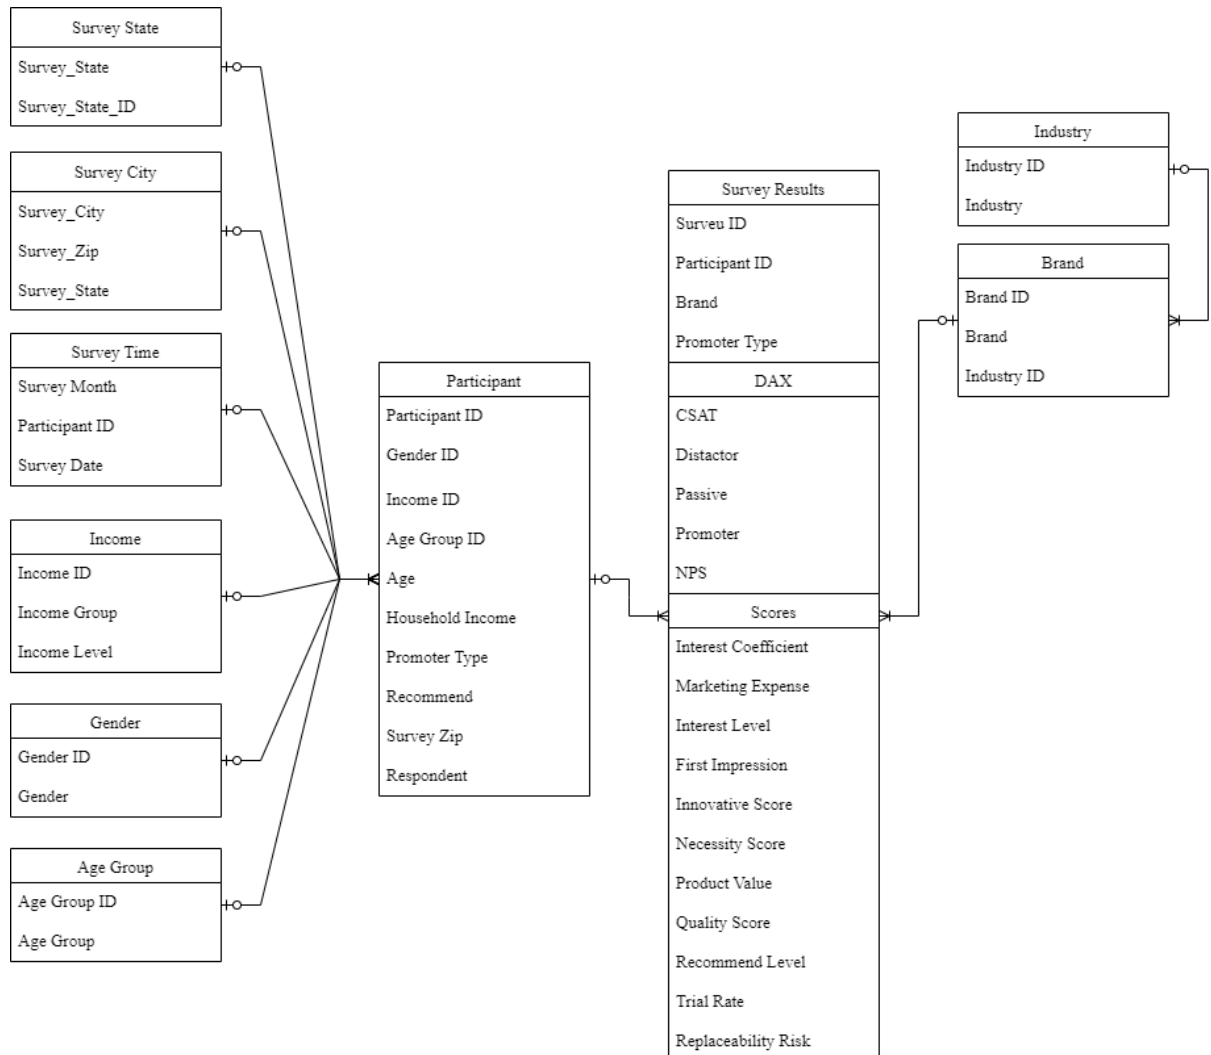 Survey State
Survey_State
Survey_State_ID
Survey City
Survey_City
Survey_Zip
Survey_State
Survey Time
Survey Month
Participant ID
Survey Date
Income
Income ID
Income Group
Income Level
Gender
Gender ID
Gender
Age Group
Age Group ID
Age Group
Participant
Participant ID
Gender ID
Income ID
Age Group ID
Age
Household Income
Promoter Type
Recommend
Survey Zip
Respondent
Survey Results
Surveu ID
Participant ID
Brand
Promoter Type
DAX
CSAT
Distactor
Passive
Promoter
NPS
Scores
Interest Coefficient
Marketing Expense
Interest Level
First Impression
Innovative Score
Necessity Score
Product Value
Quality Score
Recommend Level
Trial Rate
Replaceability Risk
Industry
Industry ID
Industry
Brand
Brand ID
Brand
Industry ID